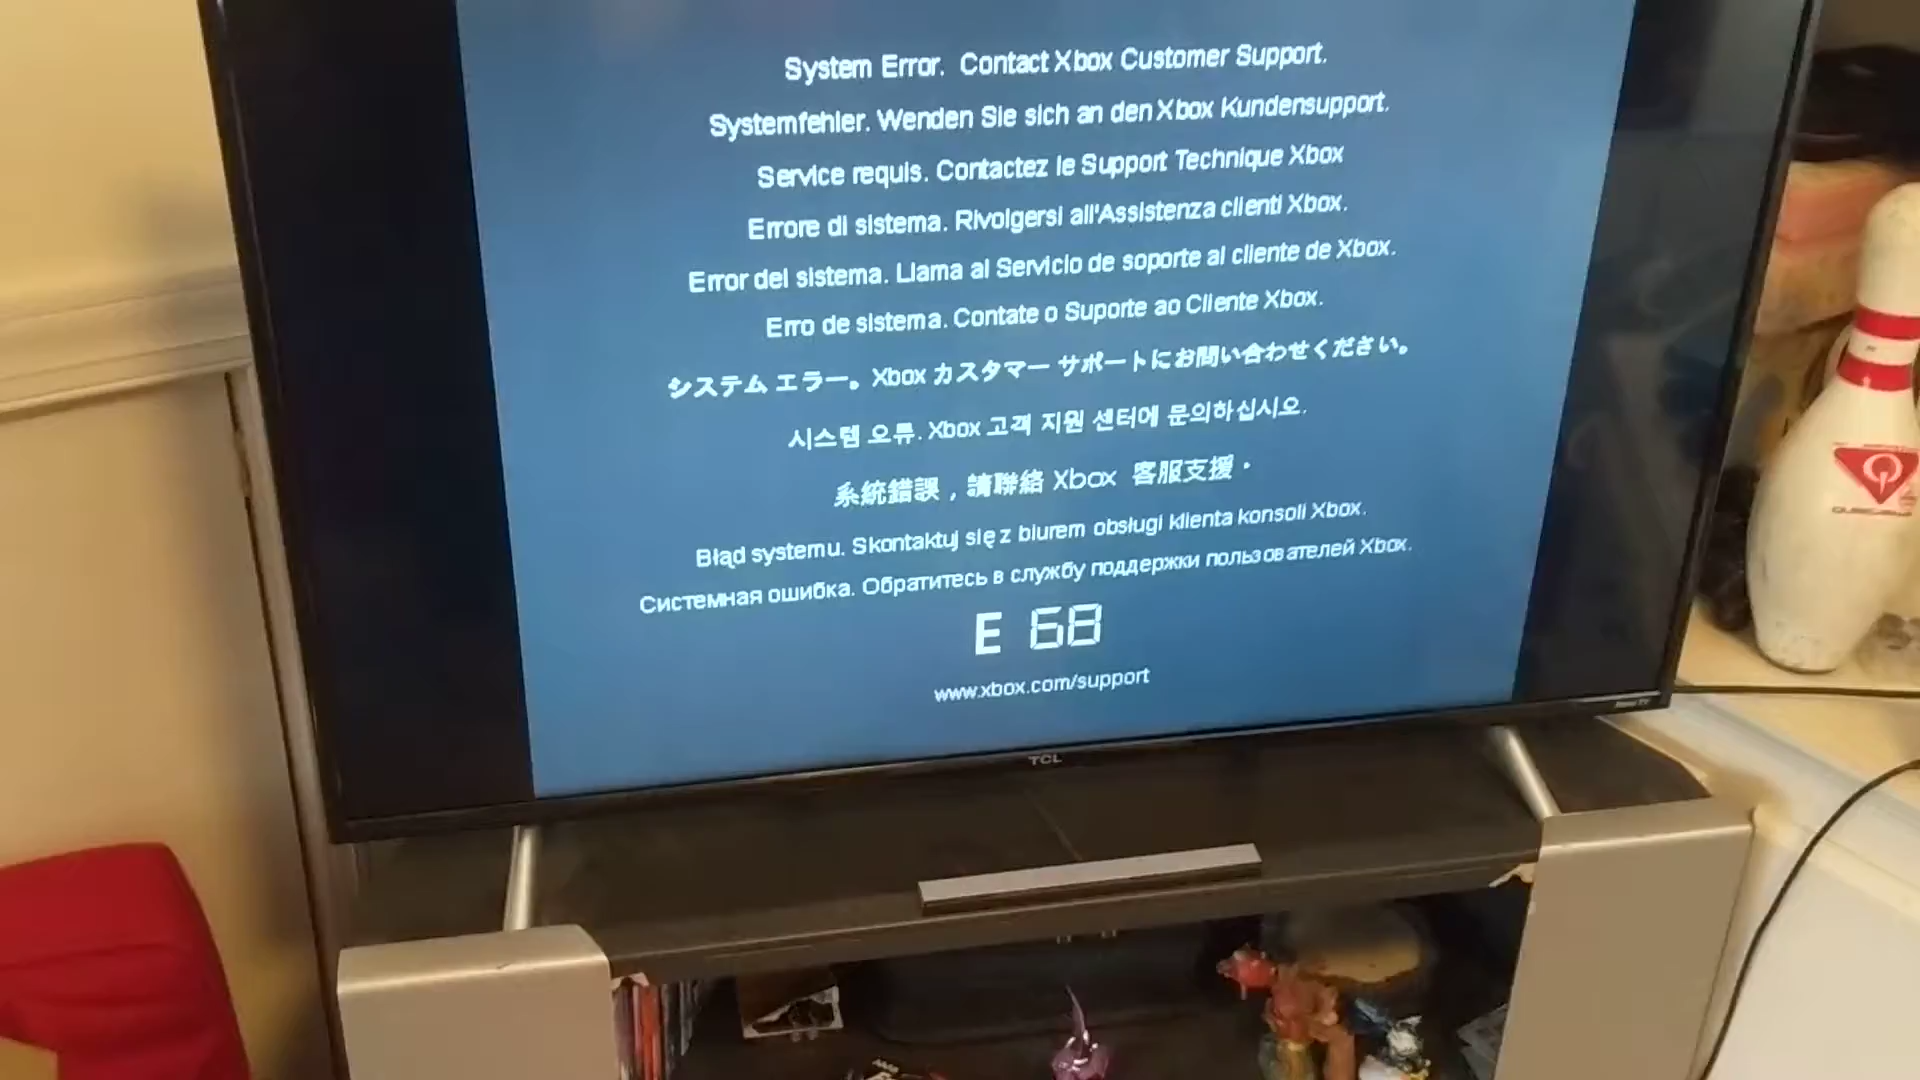 System Error. Contact Xbox Customer Support.
Systemfehler. Wenden Sie sich an den Xbox Kundensupport.
Service requis. Contactez le Support Technique Xbox
Errore di sistema. Rivolgersi all'Assistenza clienti Xbox.
Error del sistema. Llama al Servicio de soporte al cliente de Xbox.
Erro de sistema. Contate o Suporte ao Cliente Xbox.
システム エラー。Xbox カスタマー サポートにお問い合わせください。
시스템 오류. Xbox 고객 지원 센터에 문의하십시오.
系統錯誤，請聯絡 Xbox 客服支援。
Błąd systemu. Skontaktuj się z biurem obsługi klienta konsoli Xbox.
Системная ошибка. Обратитесь в службу поддержки пользователей Xbox.
E 68
www.xbox.com/support
Roku TV
TCL